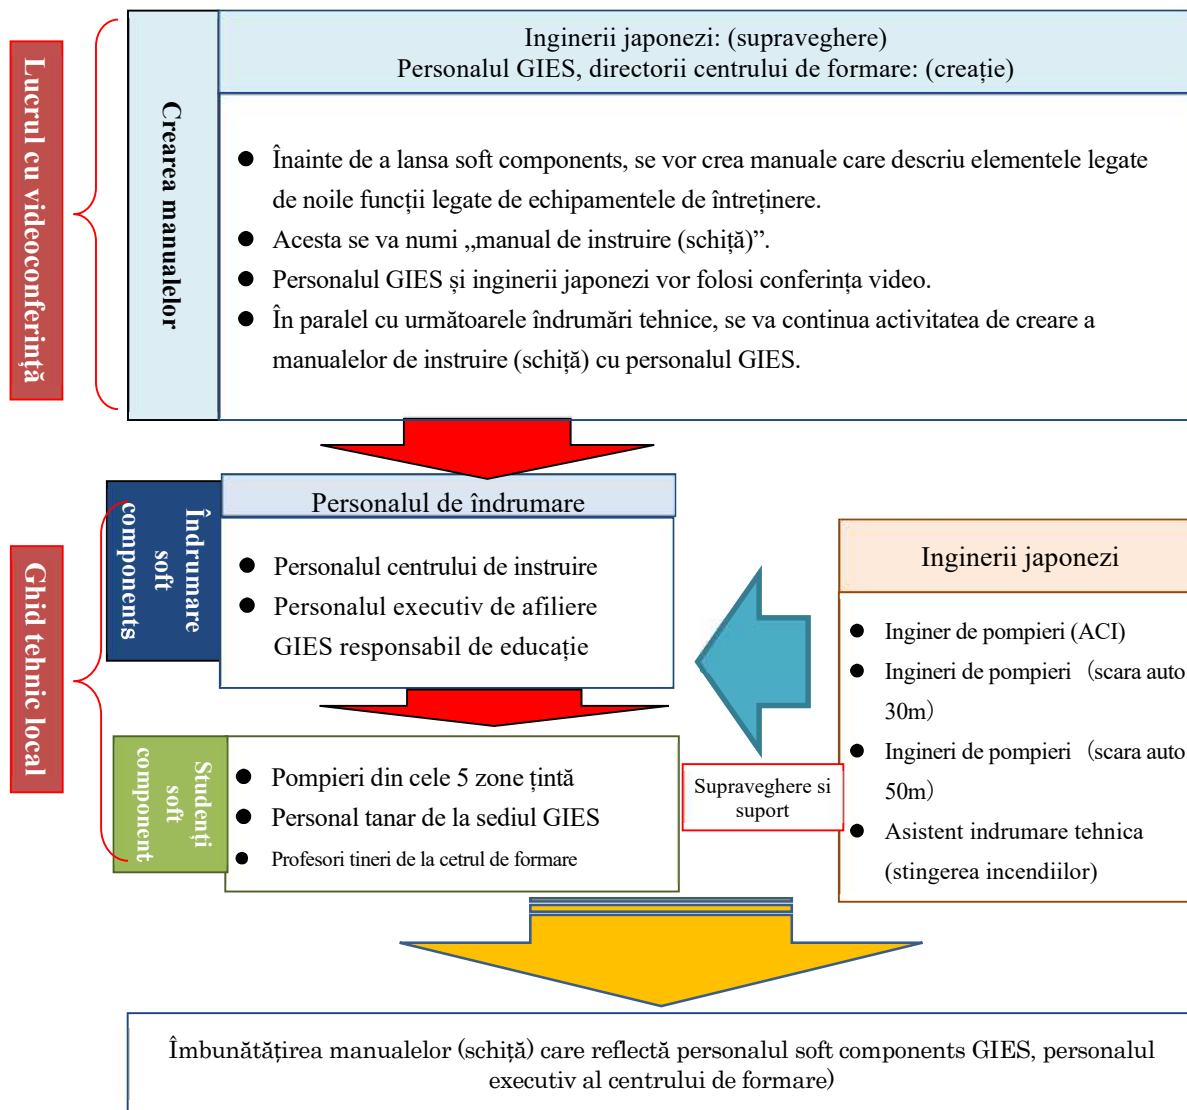 Lucrul cu videoconferință
Crearea manualelor
Inginerii japonezi: (supraveghere)
Personalul GIES, directorii centrului de formare: (creație)
● Înainte de a lansa soft components, se vor crea manuale care descriu elementele legate
de noile funcții legate de echipamentele de întreținere.
● Acesta se va numi „manual de instruire (schiță)”.
● Personalul GIES și inginerii japonezi vor folosi conferința video.
● În paralel cu următoarele îndrumări tehnice, se va continua activitatea de creare a
manualelor de instruire (schiță) cu personalul GIES.
Ghid tehnic local
Îndrumare
soft
components
Personalul de îndrumare
● Personalul centrului de instruire
● Personalul executiv de afiliere
GIES responsabil de educație
Studenți
soft
component
● Pompieri din cele 5 zone țintă
● Personal tanar de la sediul GIES
● Profesori tineri de la cetrul de formare
Supraveghere si
suport
Inginerii japonezi
● Inginer de pompieri (ACI)
● Ingineri de pompieri （scara auto
30m）
● Ingineri de pompieri （scara auto
50m）
● Asistent indrumare tehnica
(stingerea incendiilor)
Îmbunătățirea manualelor (schiță) care reflectă personalul soft components GIES, personalul
executiv al centrului de formare)